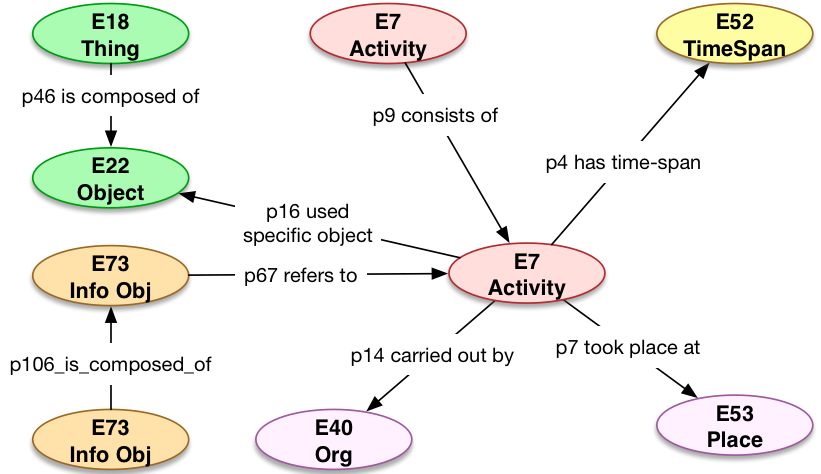 E18
Thing
E7
Activity
E52
TimeSpan
p46 is composed of
p9 consists of
p4 has time-span
E22
Object
p16 used
specific object
E73
Info Obj
p67 refers to
E7
Activity
p106_is_composed_of
p14 carried out by
p7 took place at
E73
Info Obj
E40
Org
E53
Place